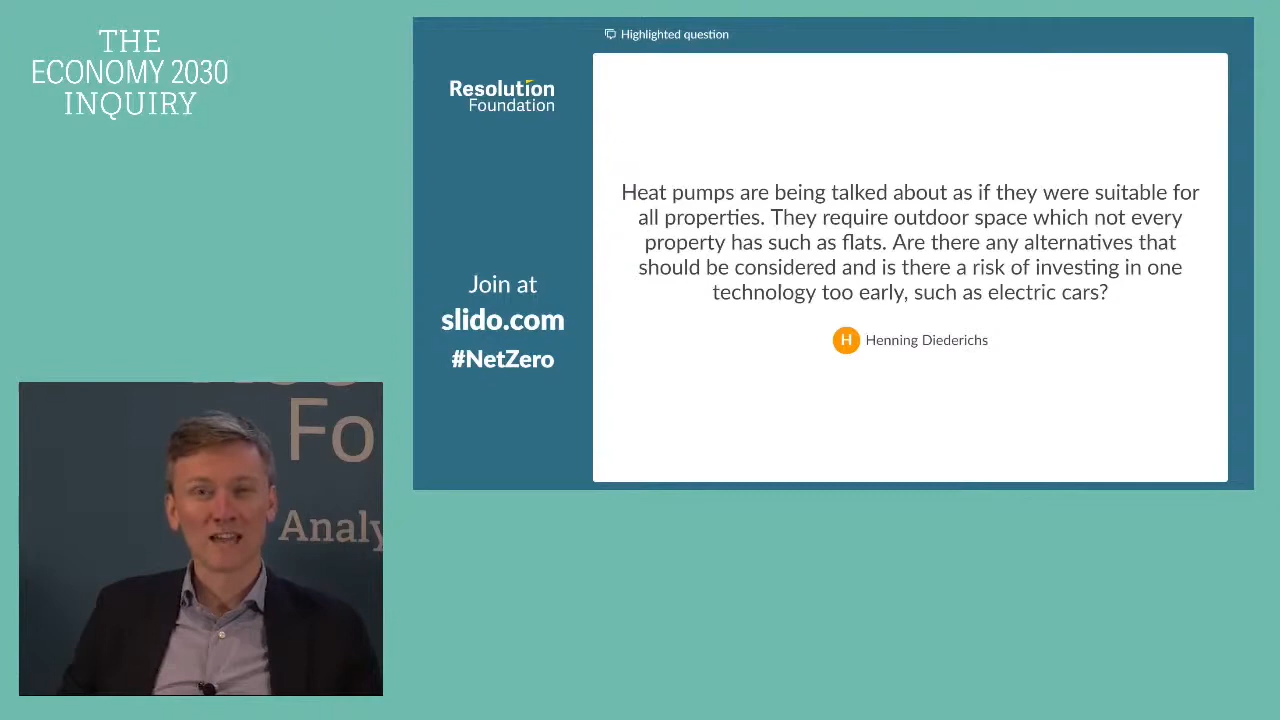 THE
ECONOMY 2030
INQUIRY
Highlighted question
Resolution
Foundation
Heat pumps are being talked about as if they were suitable for
all properties. They require outdoor space which not every
property has such as flats. Are there any alternatives that
should be considered and is there a risk of investing in one
technology too early, such as electric cars?
H Henning Diederichs
Join at
slido.com
#NetZero
Fo
Analy